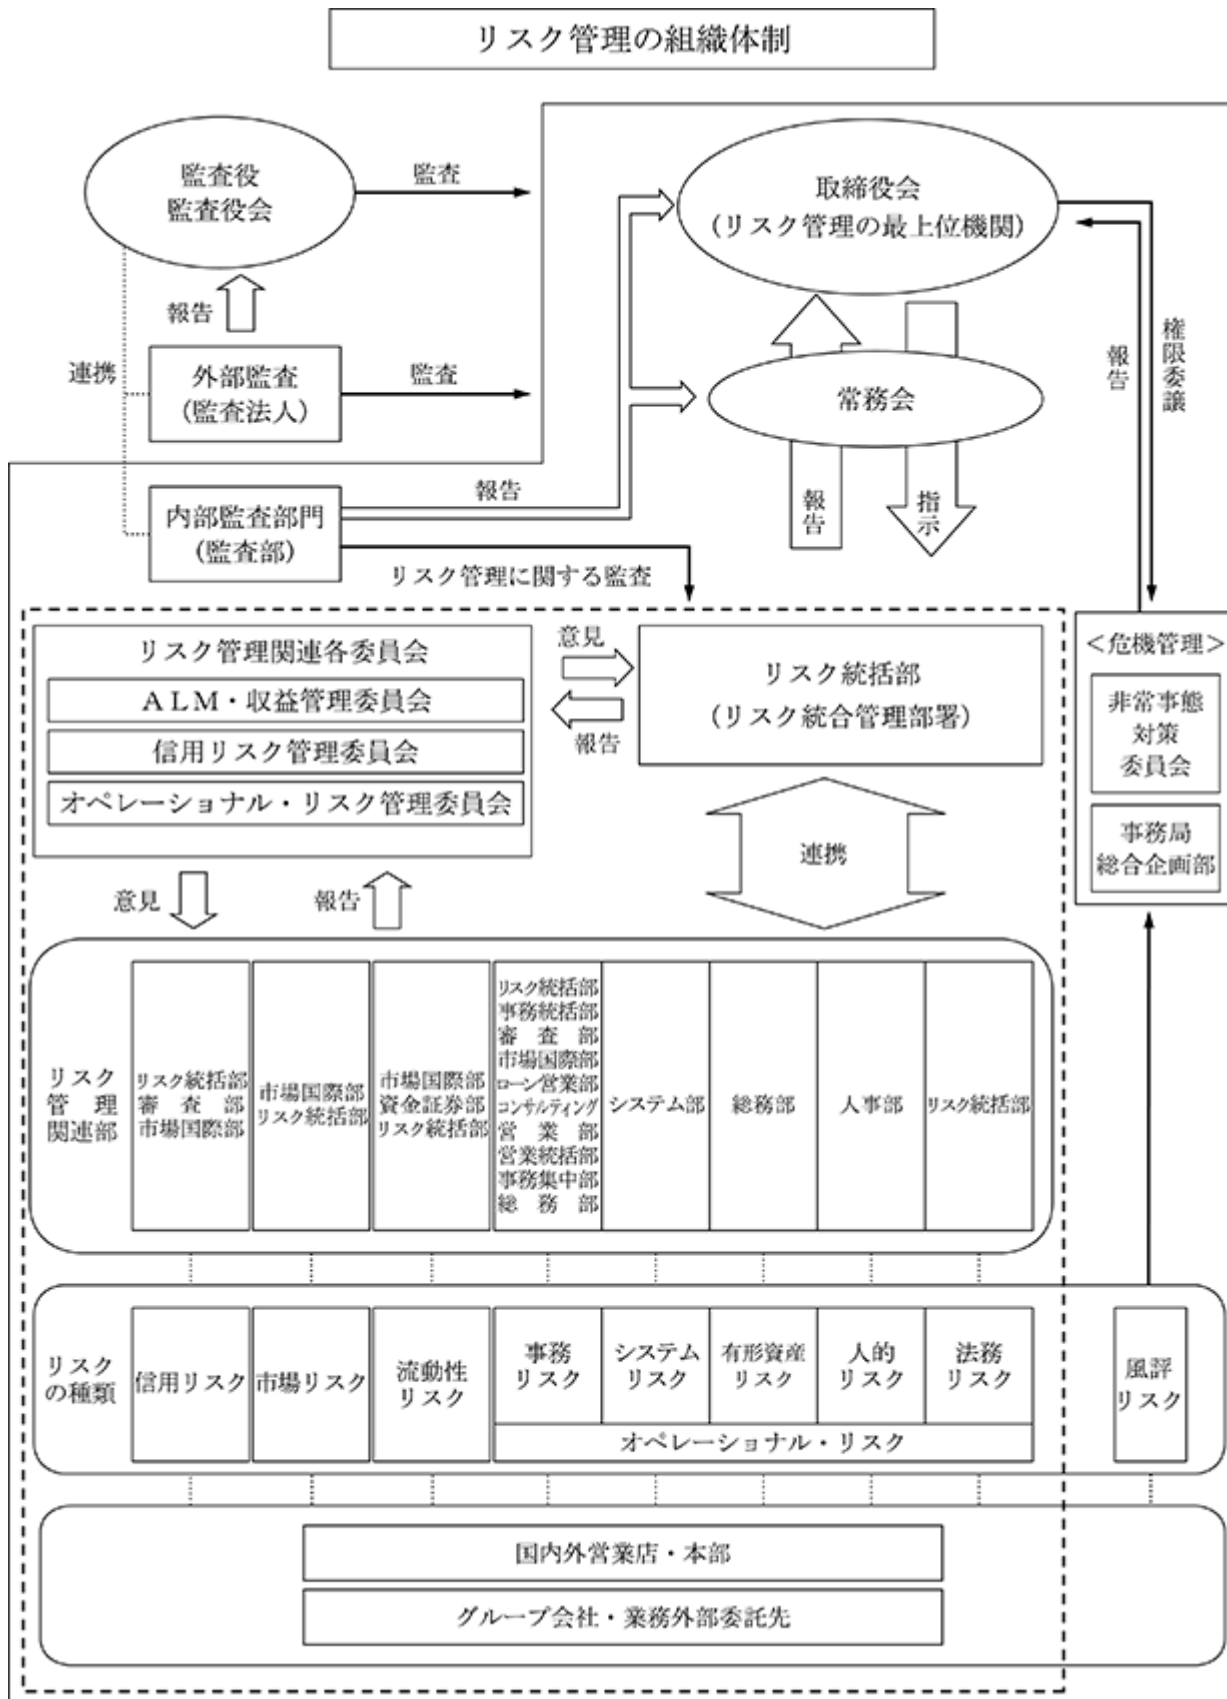 リスク管理の組織体制
監査役
監査役会
監査
取締役会
(リスク管理の最上位機関)
報告
連携
外部監査
(監査法人)
監査
常務会
報告
権限委譲
内部監査部門
(監査部)
報告
報告
指示
リスク管理に関する監査
リスク管理関連各委員会
ALM・収益管理委員会
信用リスク管理委員会
オペレーショナル・リスク管理委員会
意見
報告
リスク統括部
(リスク統合管理部署)
<危機管理>
非常事態
対策
委員会
事務局
総合企画部
連携
意見
報告
リスク
管理
関連部
リスク統括部
審査部
市場国際部
市場国際部
リスク統括部
市場国際部
資金証券部
リスク統括部
リスク統括部
事務統括部
審査部
市場国際部
ローン営業部
コンサルティング
営業部
営業統括部
事務集中部
総務部
システム部
総務部
人事部
リスク統括部
リスク
の種類
信用リスク
市場リスク
流動性
リスク
事務
リスク
システム
リスク
有形資産
リスク
人的
リスク
法務
リスク
オペレーショナル・リスク
風評
リスク
国内外営業店・本部
グループ会社・業務外部委託先